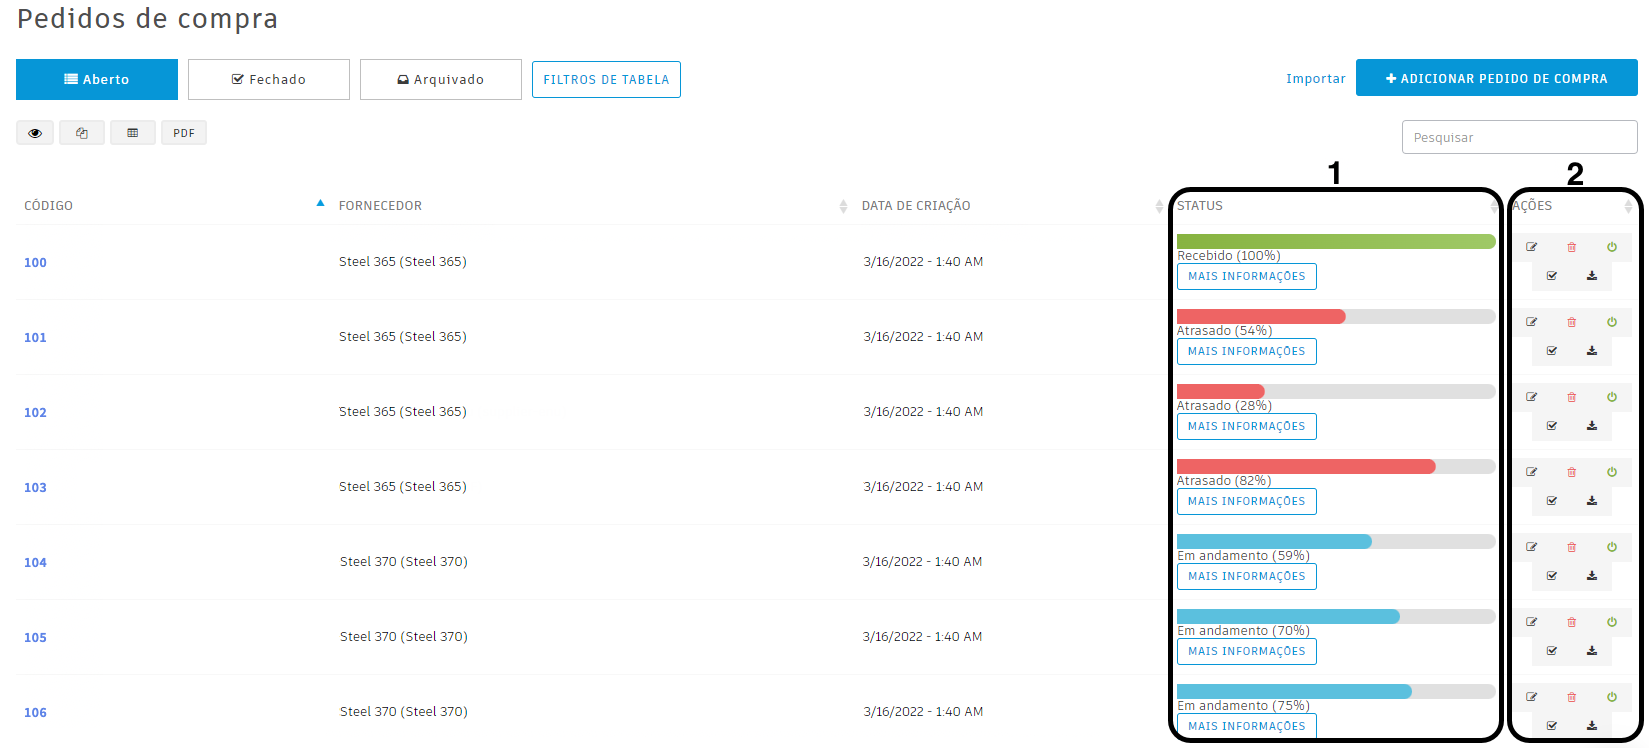 Pedidos de compra
Aberto Fechado Arquivado FILTROS DE TABELA Importar ADICIONAR PEDIDO DE COMPRA
PDF Pesquisar
1 2
CÓDIGO FORNECEDOR DATA DE CRIAÇÃO STATUS AÇÕES
100 Steel 365 (Steel 365) 3/16/2022 - 1:40 AM Recebido (100%)
MAIS INFORMAÇÕES
101 Steel 365 (Steel 365) 3/16/2022 - 1:40 AM Atrasado (54%)
MAIS INFORMAÇÕES
102 Steel 365 (Steel 365) 3/16/2022 - 1:40 AM Atrasado (28%)
MAIS INFORMAÇÕES
103 Steel 365 (Steel 365) 3/16/2022 - 1:40 AM Atrasado (82%)
MAIS INFORMAÇÕES
104 Steel 370 (Steel 370) 3/16/2022 - 1:40 AM Em andamento (59%)
MAIS INFORMAÇÕES
105 Steel 370 (Steel 370) 3/16/2022 - 1:40 AM Em andamento (70%)
MAIS INFORMAÇÕES
106 Steel 370 (Steel 370) 3/16/2022 - 1:40 AM Em andamento (75%)
MAIS INFORMAÇÕES